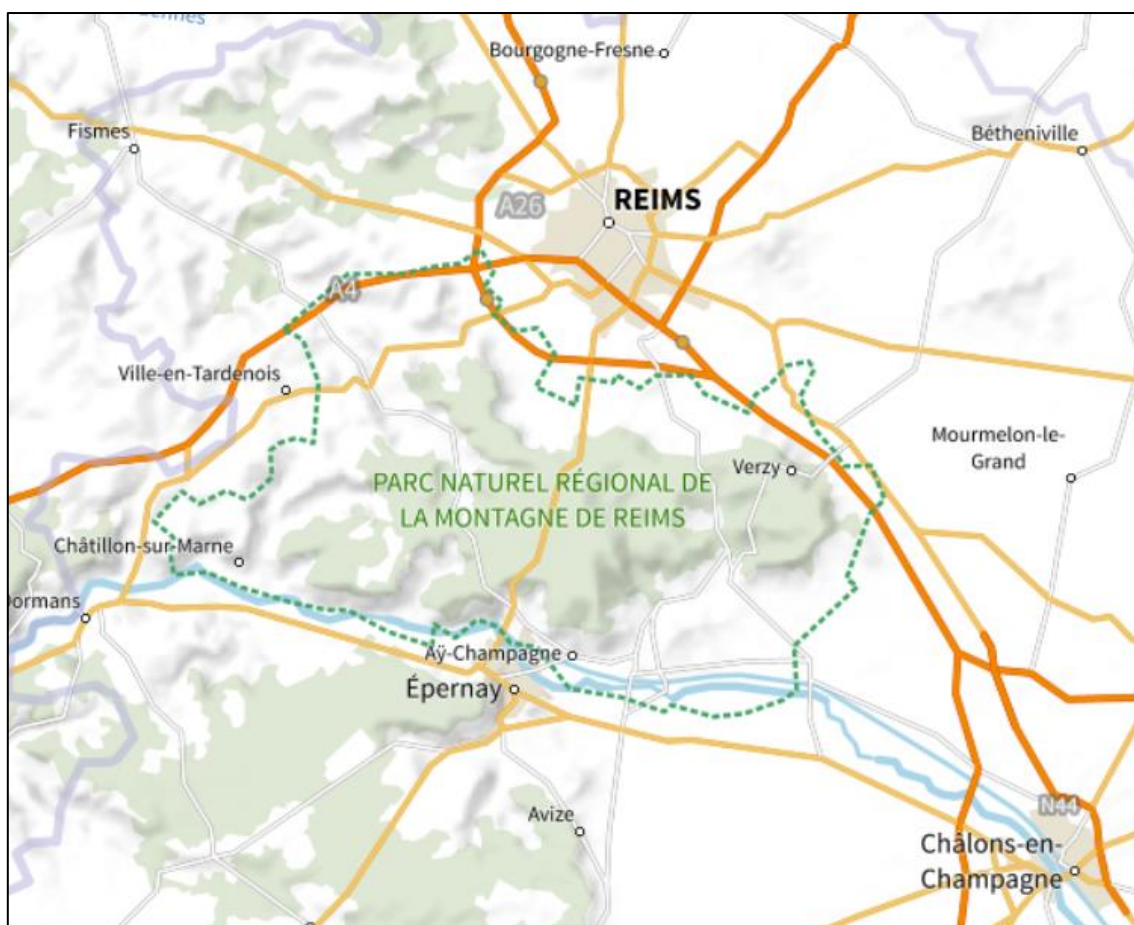 Bourgogne-Fresne
Fismes
Bétheniville
A26
REIMS
A4
Ville-en-Tardenois
Mourmelon-le-
Grand
Verzy
PARC NATUREL RÉGIONAL DE
LA MONTAGNE DE REIMS
Châtillon-sur-Marne
Dormans
Aÿ-Champagne
Épernay
Avize
N44
Châlons-en-
Champagne